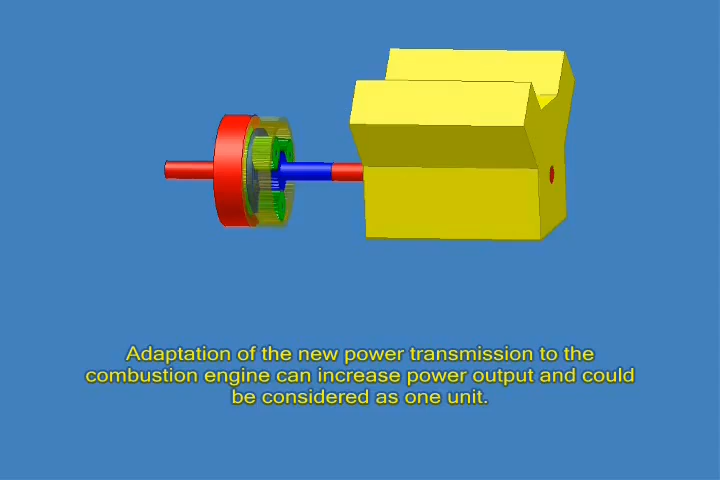 Adaptation of the new power transmission to the
combustion engine can increase power output and could
be considered as one unit.